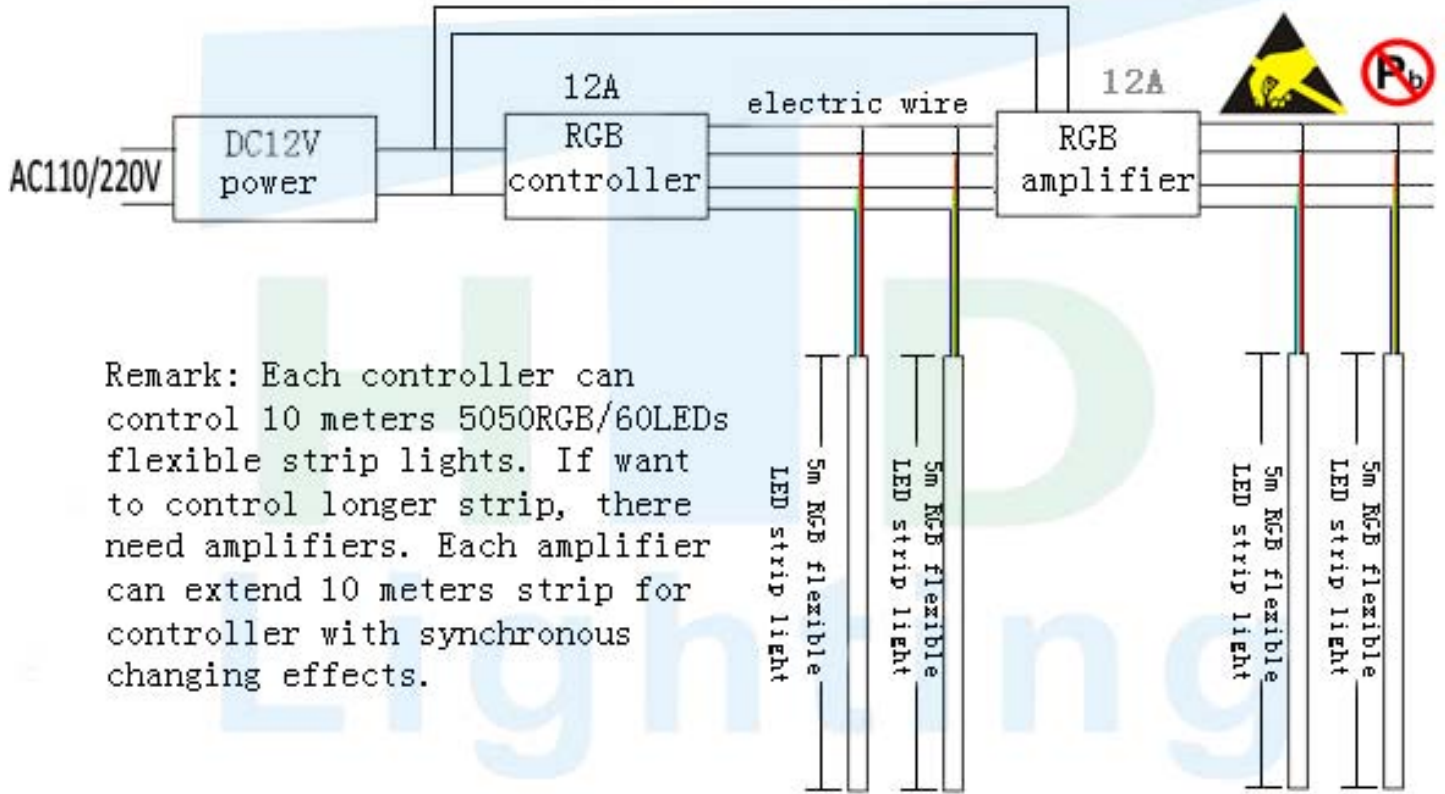 12A
12A
electric wire
AC110/220V
DC12V
power
RGB
controller
RGB
amplifier
Pb
Remark: Each controller can
control 10 meters 5050RGB/60LEDs
flexible strip lights. If want
to control longer strip, there
need amplifiers. Each amplifier
can extend 10 meters strip for
controller with synchronous
changing effects.
5m RGB flexible
LED strip light
5m RGB flexible
LED strip light
5m RGB flexible
LED strip light
5m RGB flexible
LED strip light
HTD
Lighting